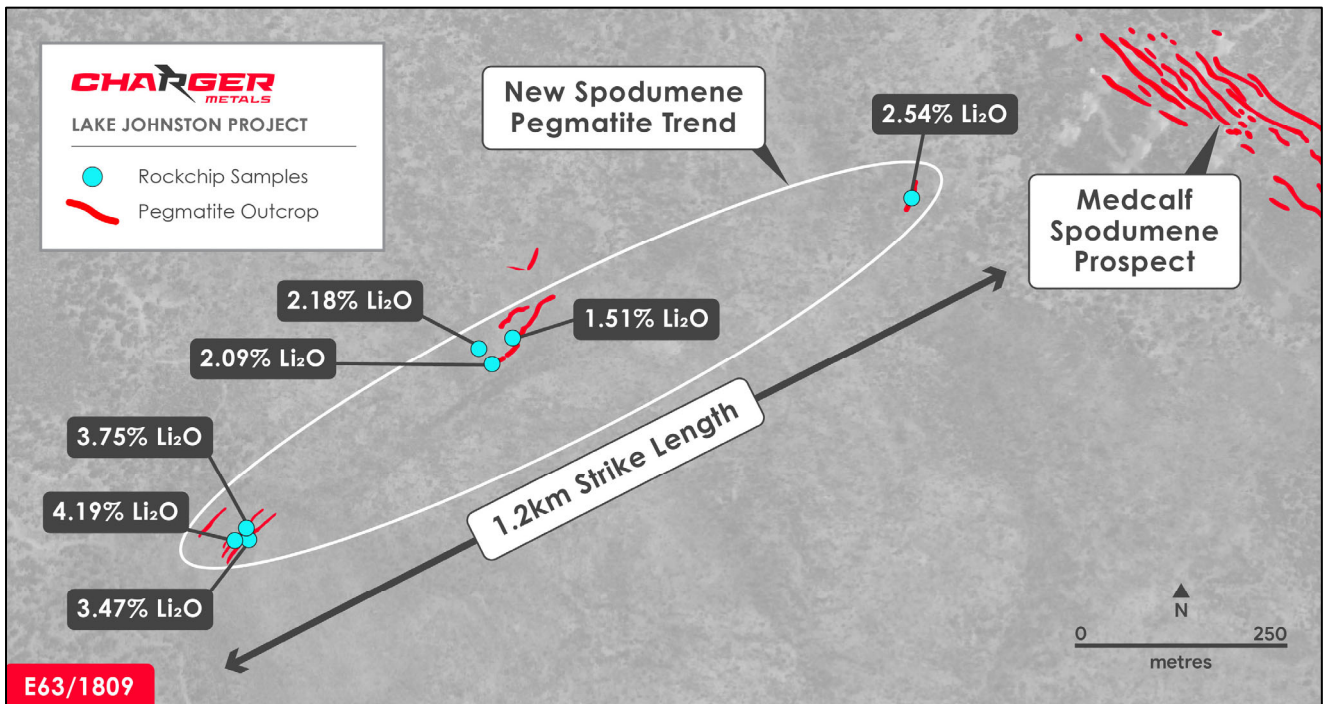 CHARGER
METALS
LAKE JOHNSTON PROJECT
Rockchip Samples
Pegmatite Outcrop
New Spodumene
Pegmatite Trend
2.54% Li₂O
Medcalf
Spodumene
Prospect
2.18% Li₂O
1.51% Li₂O
2.09% Li₂O
1.2km Strike Length
3.75% Li₂O
4.19% Li₂O
3.47% Li₂O
N
0 250
metres
E63/1809